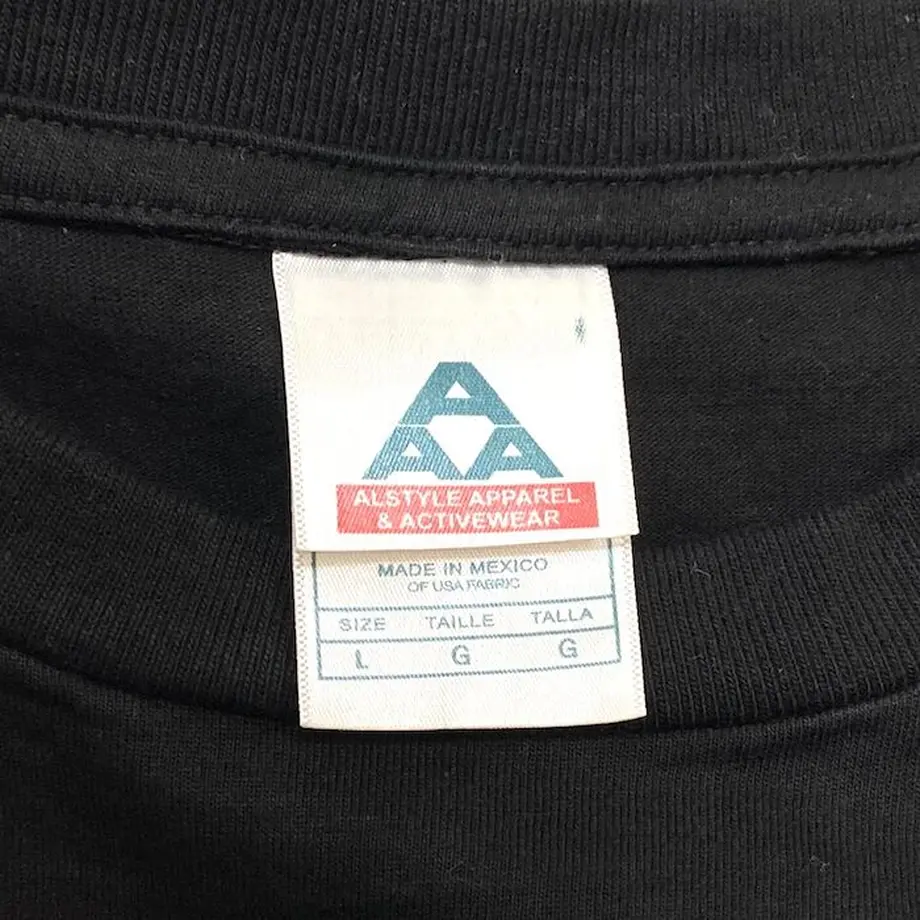 A
A A
ALSTYLE APPAREL
& ACTIVEWEAR
MADE IN MEXICO
OF USA FABRIC
SIZE TAILLE TALLA
L G G